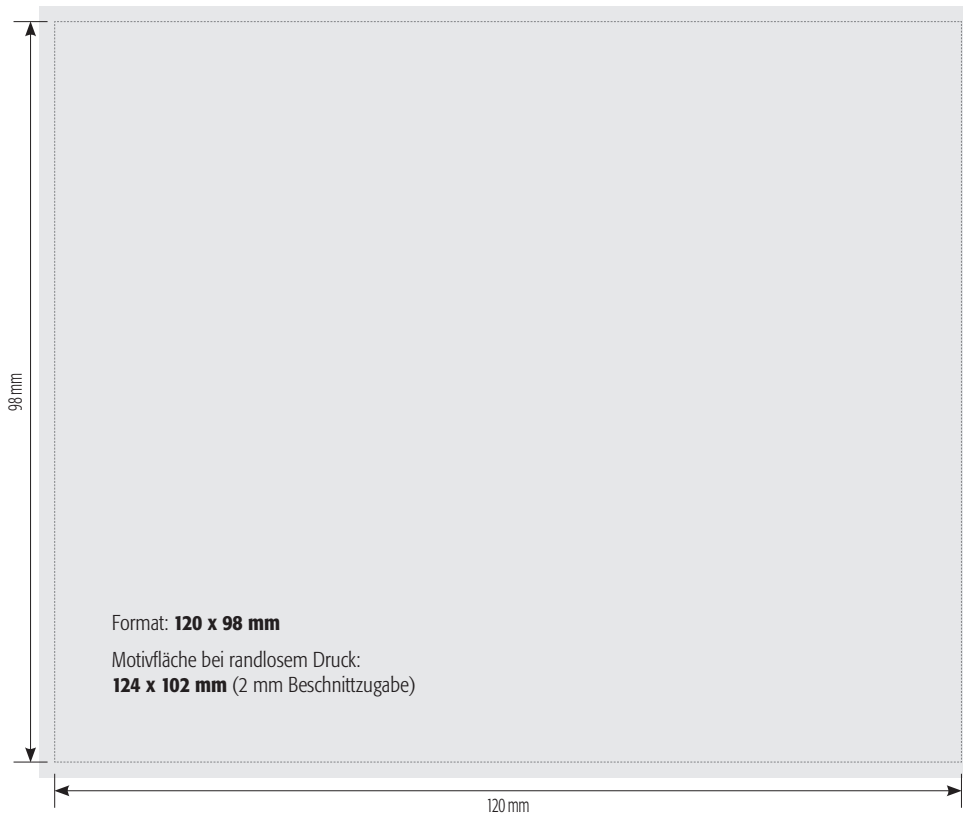 98 mm
Format: 120 x 98 mm
Motivfläche bei randlosem Druck:
124 x 102 mm (2 mm Beschnittzugabe)
120 mm